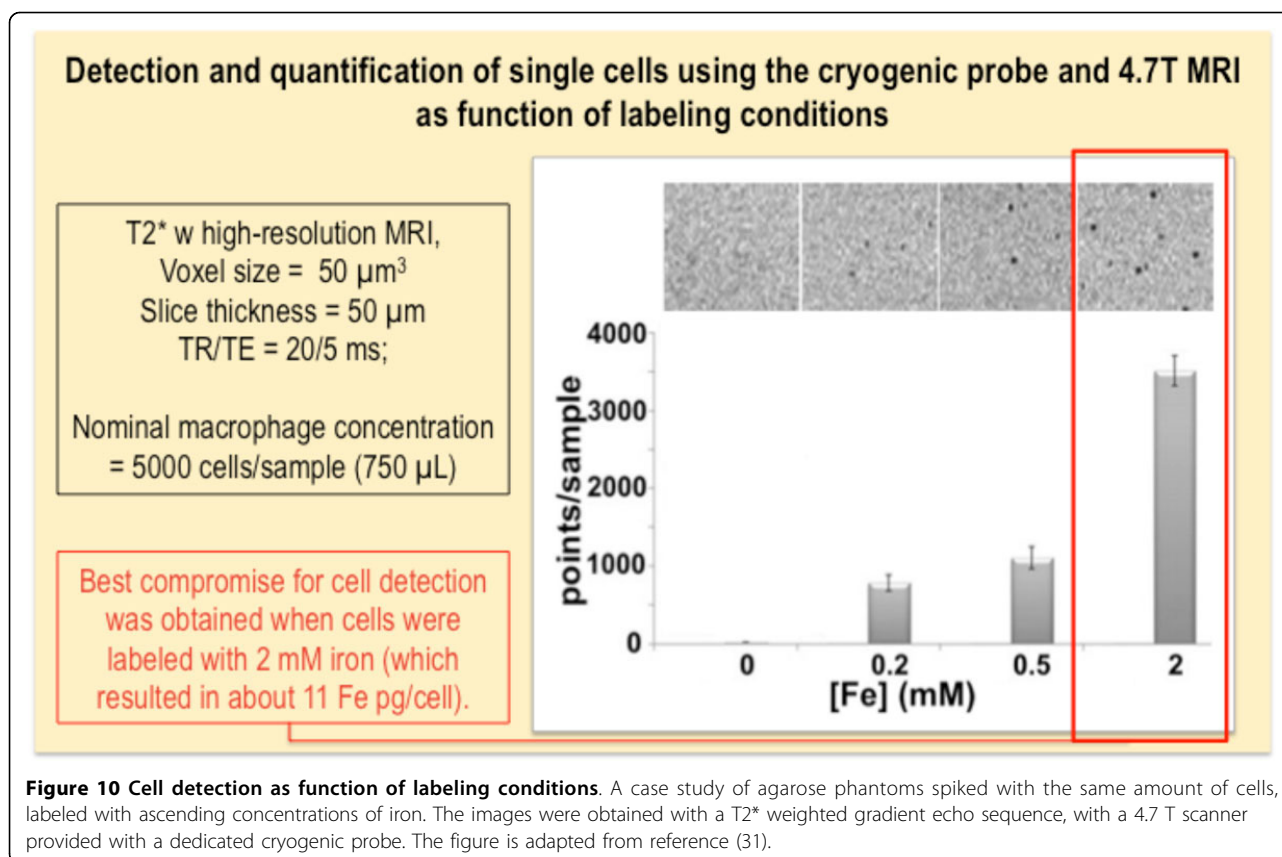 Detection and quantification of single cells using the cryogenic probe and 4.7T MRI
as function of labeling conditions
T2* w high-resolution MRI,
Voxel size = 50 µm³
Slice thickness = 50 µm
TR/TE = 20/5 ms;
Nominal macrophage concentration
= 5000 cells/sample (750 µL)
Best compromise for cell detection
was obtained when cells were
labeled with 2 mM iron (which
resulted in about 11 Fe pg/cell).
points/sample
4000
3000
2000
1000
0
0 0.2 0.5 2
[Fe] (mM)
Figure 10 Cell detection as function of labeling conditions. A case study of agarose phantoms spiked with the same amount of cells,
labeled with ascending concentrations of iron. The images were obtained with a T2* weighted gradient echo sequence, with a 4.7 T scanner
provided with a dedicated cryogenic probe. The figure is adapted from reference (31).